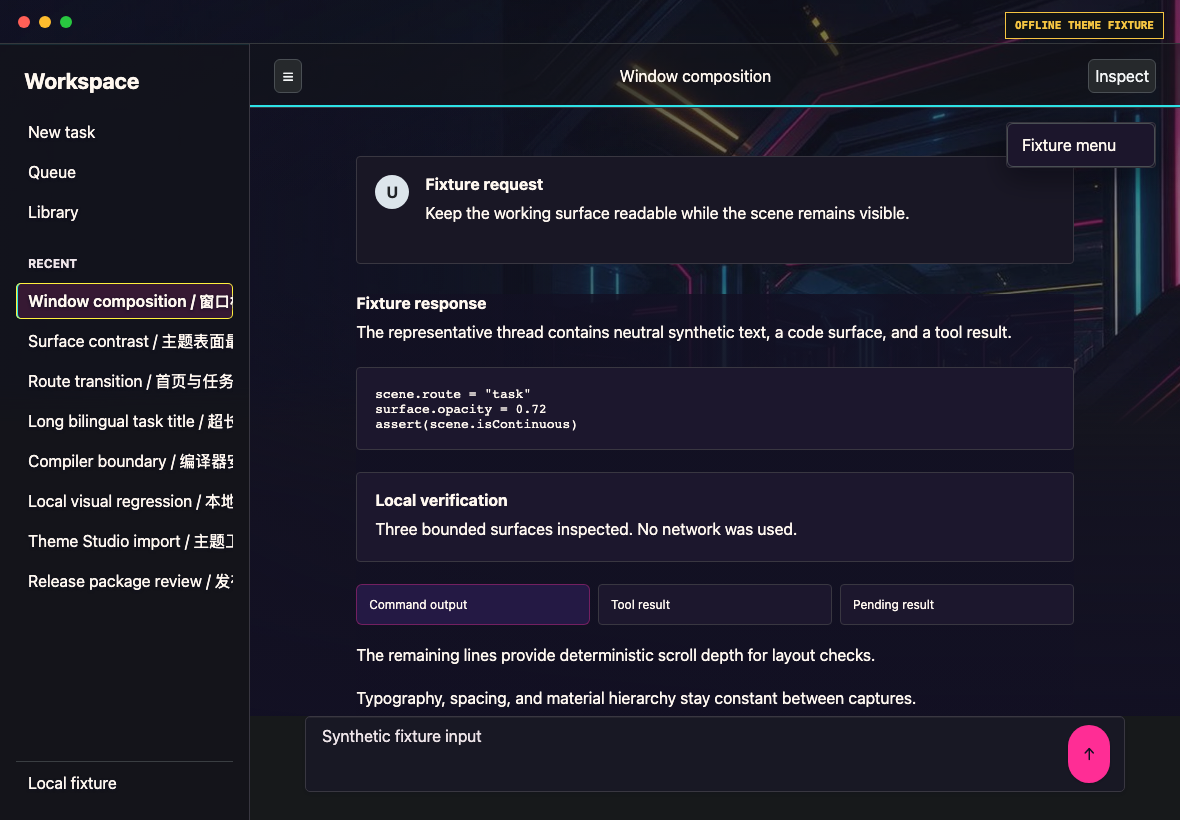 OFFLINE THEME FIXTURE
Workspace
New task
Queue
Library
RECENT
Window composition / 窗口
Surface contrast / 主题表面
Route transition / 首页与任务
Long bilingual task title / 超长
Compiler boundary / 编译器
Local visual regression / 本地
Theme Studio import / 主题
Release package review / 发
Local fixture
Window composition
Inspect
Fixture menu
U
Fixture request
Keep the working surface readable while the scene remains visible.
Fixture response
The representative thread contains neutral synthetic text, a code surface, and a tool result.
scene.route = "task"
surface.opacity = 0.72
assert(scene.isContinuous)
Local verification
Three bounded surfaces inspected. No network was used.
Command output
Tool result
Pending result
The remaining lines provide deterministic scroll depth for layout checks.
Typography, spacing, and material hierarchy stay constant between captures.
Synthetic fixture input